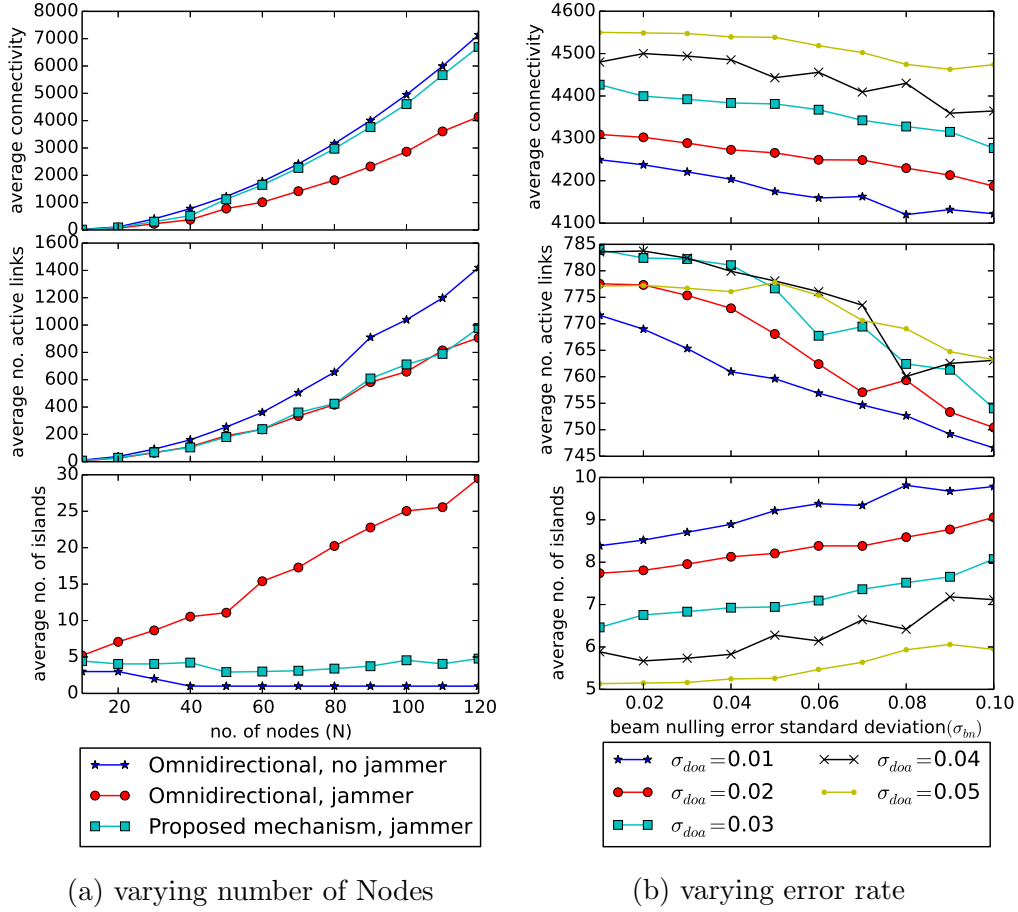 8000
7000
6000
5000
4000
3000
2000
1000
0
average connectivity
1600
1400
1200
1000
800
600
400
200
0
average no. active links
30
25
20
15
10
5
0
average no. of islands
20 40 60 80 100 120
no. of nodes (N)
Omnidirectional, no jammer
Omnidirectional, jammer
Proposed mechanism, jammer
(a) varying number of Nodes
4600
4500
4400
4300
4200
4100
average connectivity
785
780
775
770
765
760
755
750
745
average no. active links
10
9
8
7
6
5
average no. of islands
0.02 0.04 0.06 0.08 0.10
beam nulling error standard deviation(σ_bn)
σ_doa=0.01
σ_doa=0.02
σ_doa=0.03
σ_doa=0.04
σ_doa=0.05
(b) varying error rate